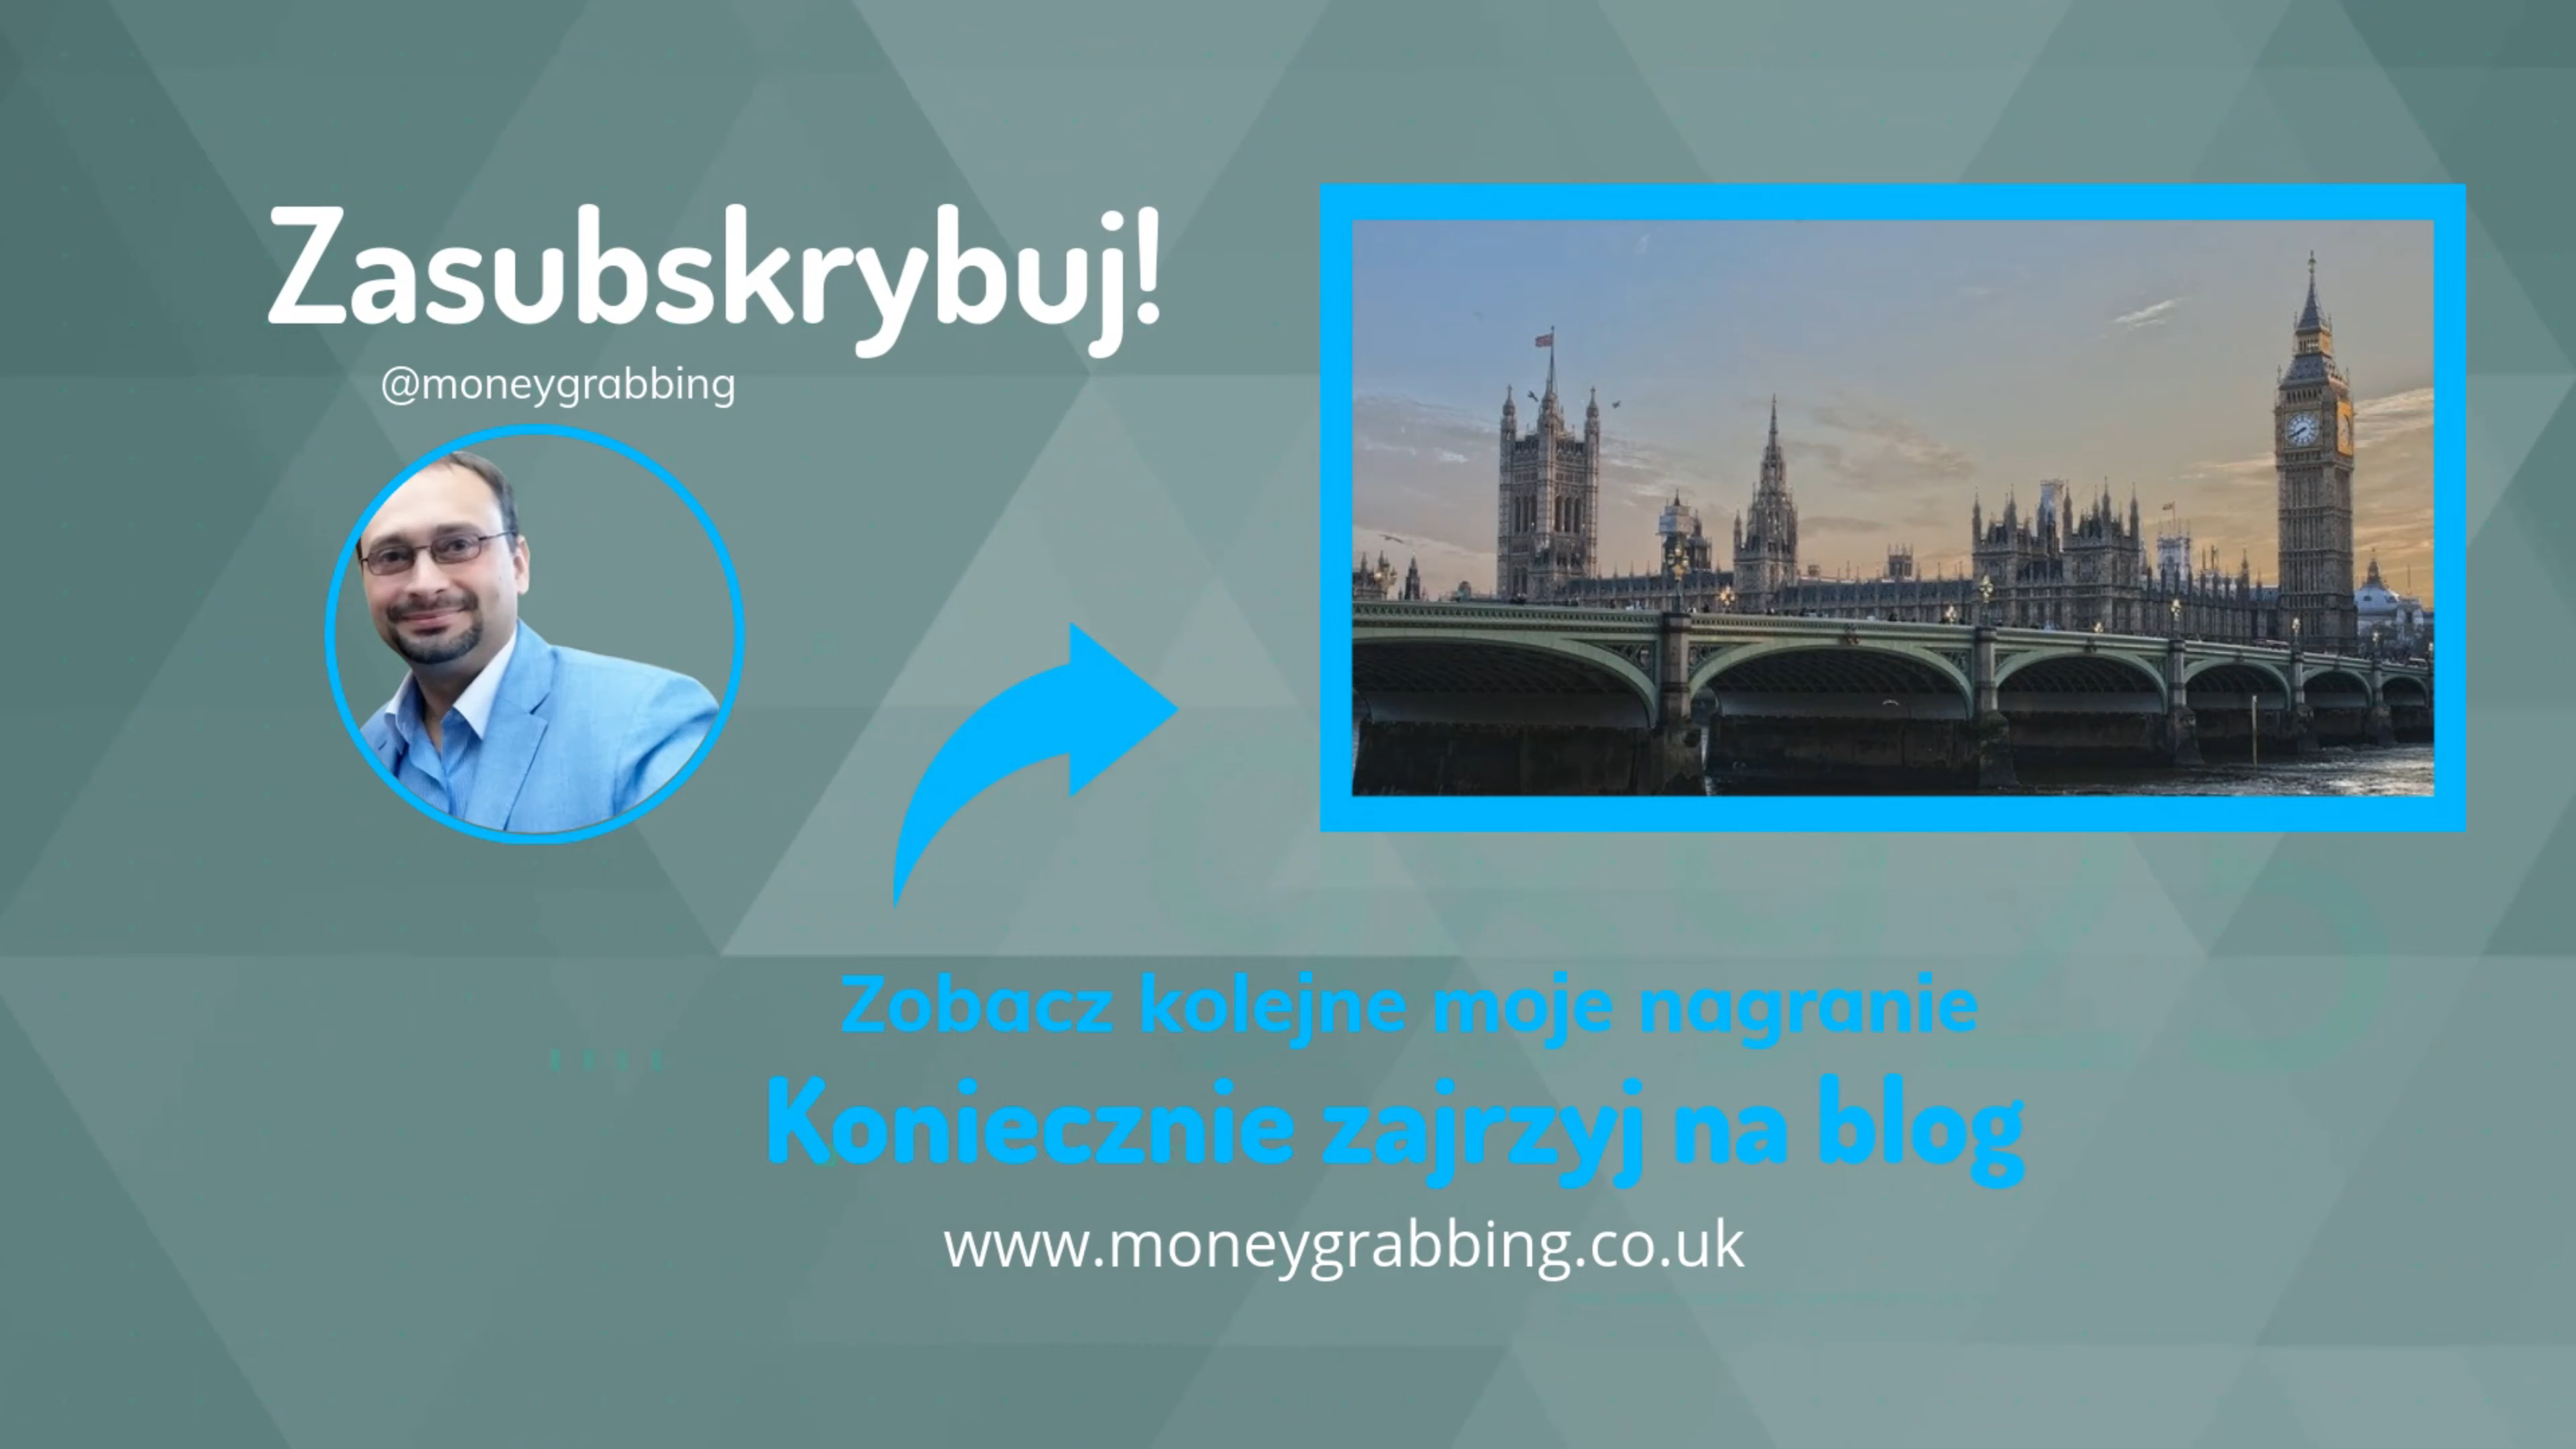 Zasubskrybuj!
@moneygrabbing
Zobacz kolejne moje nagranie
Koniecznie zajrzyj na blog
www.moneygrabbing.co.uk